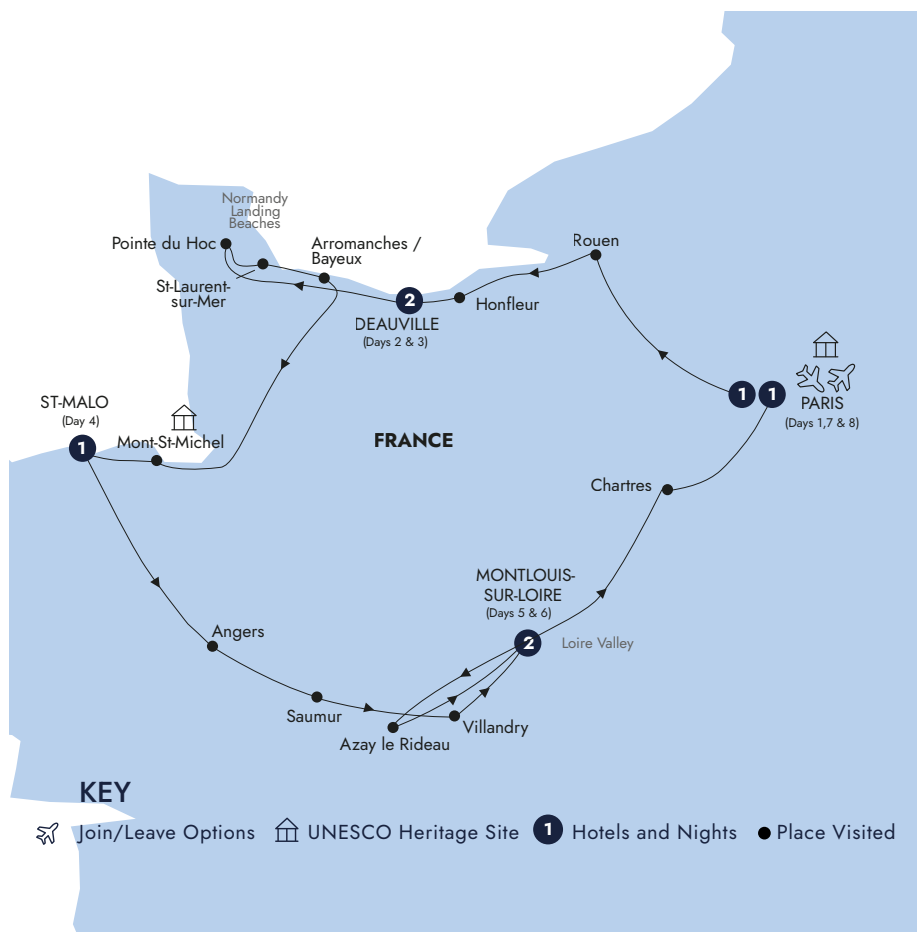 Normandy
Landing
Beaches
Pointe du Hoc
Arromanches /
Bayeux
St-Laurent-
sur-Mer
Rouen
2
Honfleur
DEAUVILLE
(Days 2 & 3)
1
1
PARIS
(Days 1,7 & 8)
ST-MALO
(Day 4)
1
Mont-St-Michel
FRANCE
Chartres
MONTLOUIS-
SUR-LOIRE
(Days 5 & 6)
2
Loire Valley
Angers
Saumur
Villandry
Azay le Rideau
KEY
Join/Leave Options
UNESCO Heritage Site
1
Hotels and Nights
Place Visited